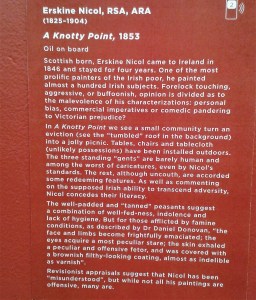 Erskine Nicol, RSA, ARA
(1825-1904)
A Knotty Point, 1853
Oil on board
Scottish born, Erskine Nicol came to Ireland in
1846 and stayed for four years. One of the most
prolific painters of the Irish poor, he painted
almost a hundred Irish subjects. Forelock touching,
aggressive, or buffoonish, opinion is divided as to
the malevolence of his characterizations: personal
bias, commercial imperatives or comedic pandering
to Victorian prejudice?
In A Knotty Point we see a small community turn an
eviction (see the "tumbled" roof in the background)
into a jolly picnic. Tables, chairs and tablecloth
(unlikely possessions) have been installed outdoors.
The three standing "gents" are barely human and
among the worst of caricatures, even by Nicol's
standards. The rest, although uncouth, are accorded
some redeeming features. As well as commenting
on the supposed Irish ability to transcend adversity,
Nicol concedes their literacy.
The well-padded and "tanned" peasants suggest
a combination of well-fed-ness, indolence and
lack of hygiene. But for those afflicted by famine
conditions, as described by Dr Daniel Donovan, "the
face and limbs become frightfully emaciated; the
eyes acquire a most peculiar stare; the skin exhaled
a peculiar and offensive fetor, and was covered with
a brownish filthy-looking coating, almost as indelible
as varnish".
Revisionist appraisals suggest that Nicol has been
"misunderstood", but while not all his paintings are
offensive, many are.